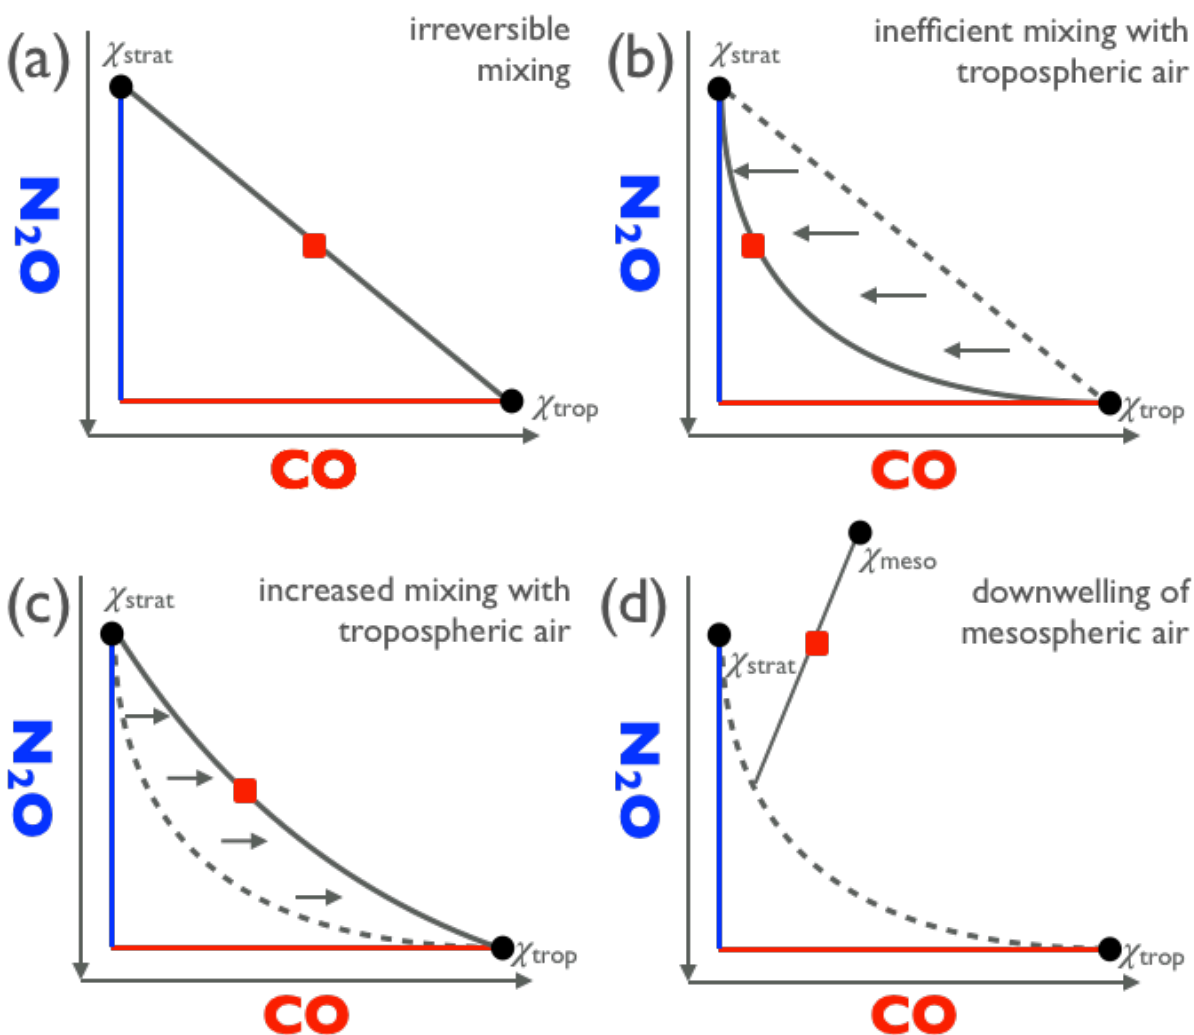 (a)
χstrat
irreversible
mixing
N₂O
χtrop
CO
(b)
χstrat
inefficient mixing with
tropospheric air
N₂O
χtrop
CO
(c)
χstrat
increased mixing with
tropospheric air
N₂O
χtrop
CO
(d)
χmeso
downwelling of
mesospheric air
χstrat
N₂O
χtrop
CO